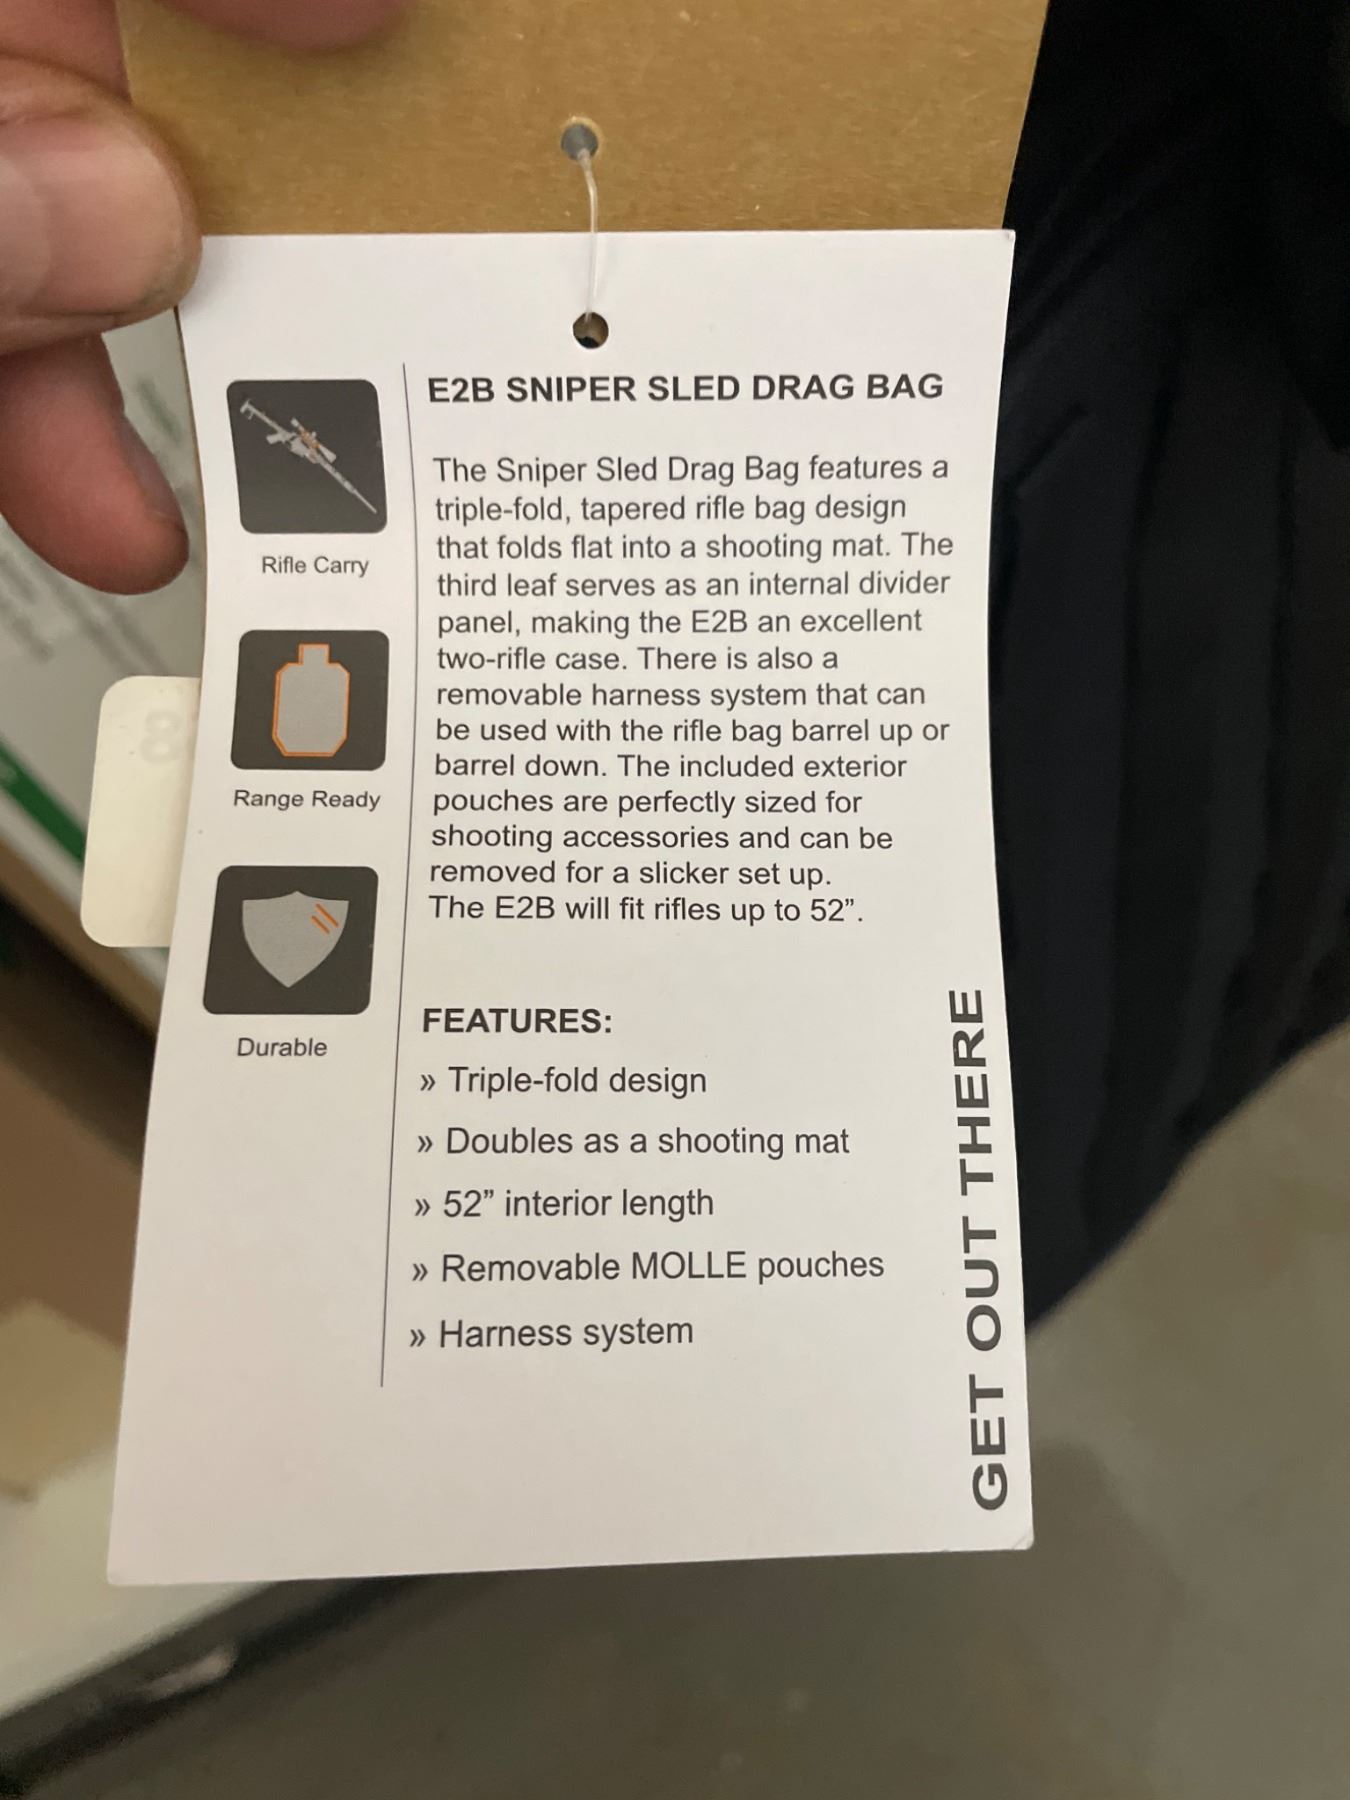 E2B SNIPER SLED DRAG BAG
The Sniper Sled Drag Bag features a
triple-fold, tapered rifle bag design
that folds flat into a shooting mat. The
third leaf serves as an internal divider
panel, making the E2B an excellent
two-rifle case. There is also a
removable harness system that can
be used with the rifle bag barrel up or
barrel down. The included exterior
pouches are perfectly sized for
shooting accessories and can be
removed for a slicker set up.
The E2B will fit rifles up to 52”.
FEATURES:
» Triple-fold design
» Doubles as a shooting mat
» 52” interior length
» Removable MOLLE pouches
» Harness system
Rifle Carry
Range Ready
Durable
GET OUT THERE